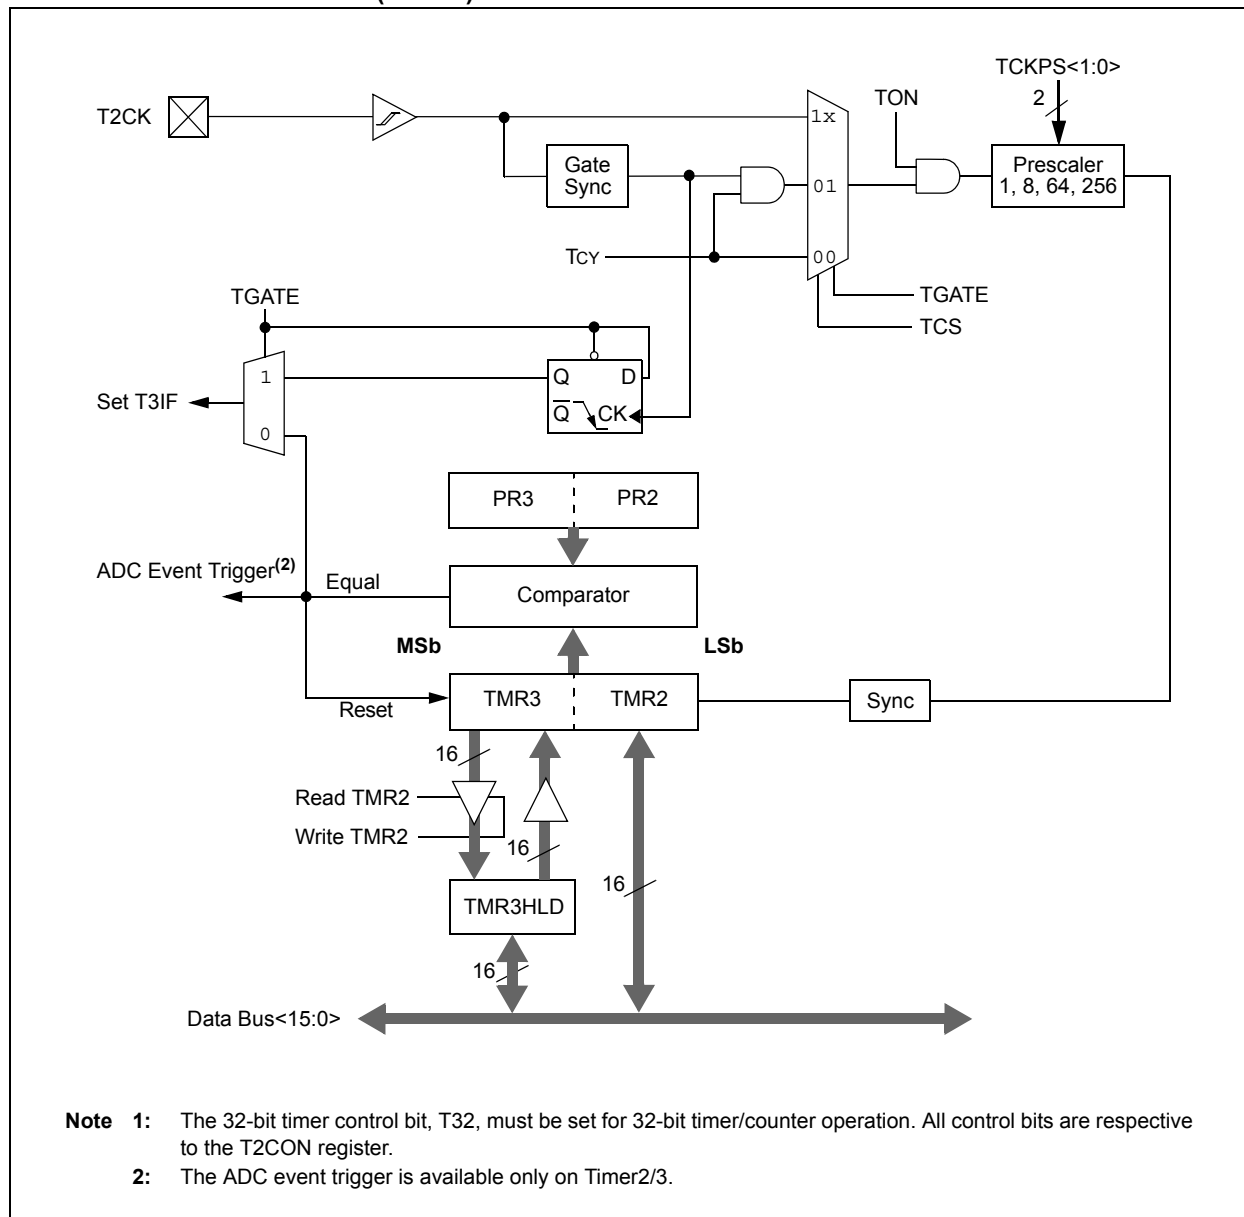 TCKPS<1:0>
2
TON
T2CK
1x
Gate
Sync
Prescaler
1, 8, 64, 256
01
TCY
00
TGATE
TGATE
TCS
1
Q D
Set T3IF
Q CK
0
PR3 PR2
ADC Event Trigger(2)
Equal
Comparator
MSb LSb
TMR3 TMR2
Sync
Reset
16
Read TMR2
Write TMR2
16
16
TMR3HLD
16
Data Bus<15:0>
Note 1: The 32-bit timer control bit, T32, must be set for 32-bit timer/counter operation. All control bits are respective
to the T2CON register.
2: The ADC event trigger is available only on Timer2/3.